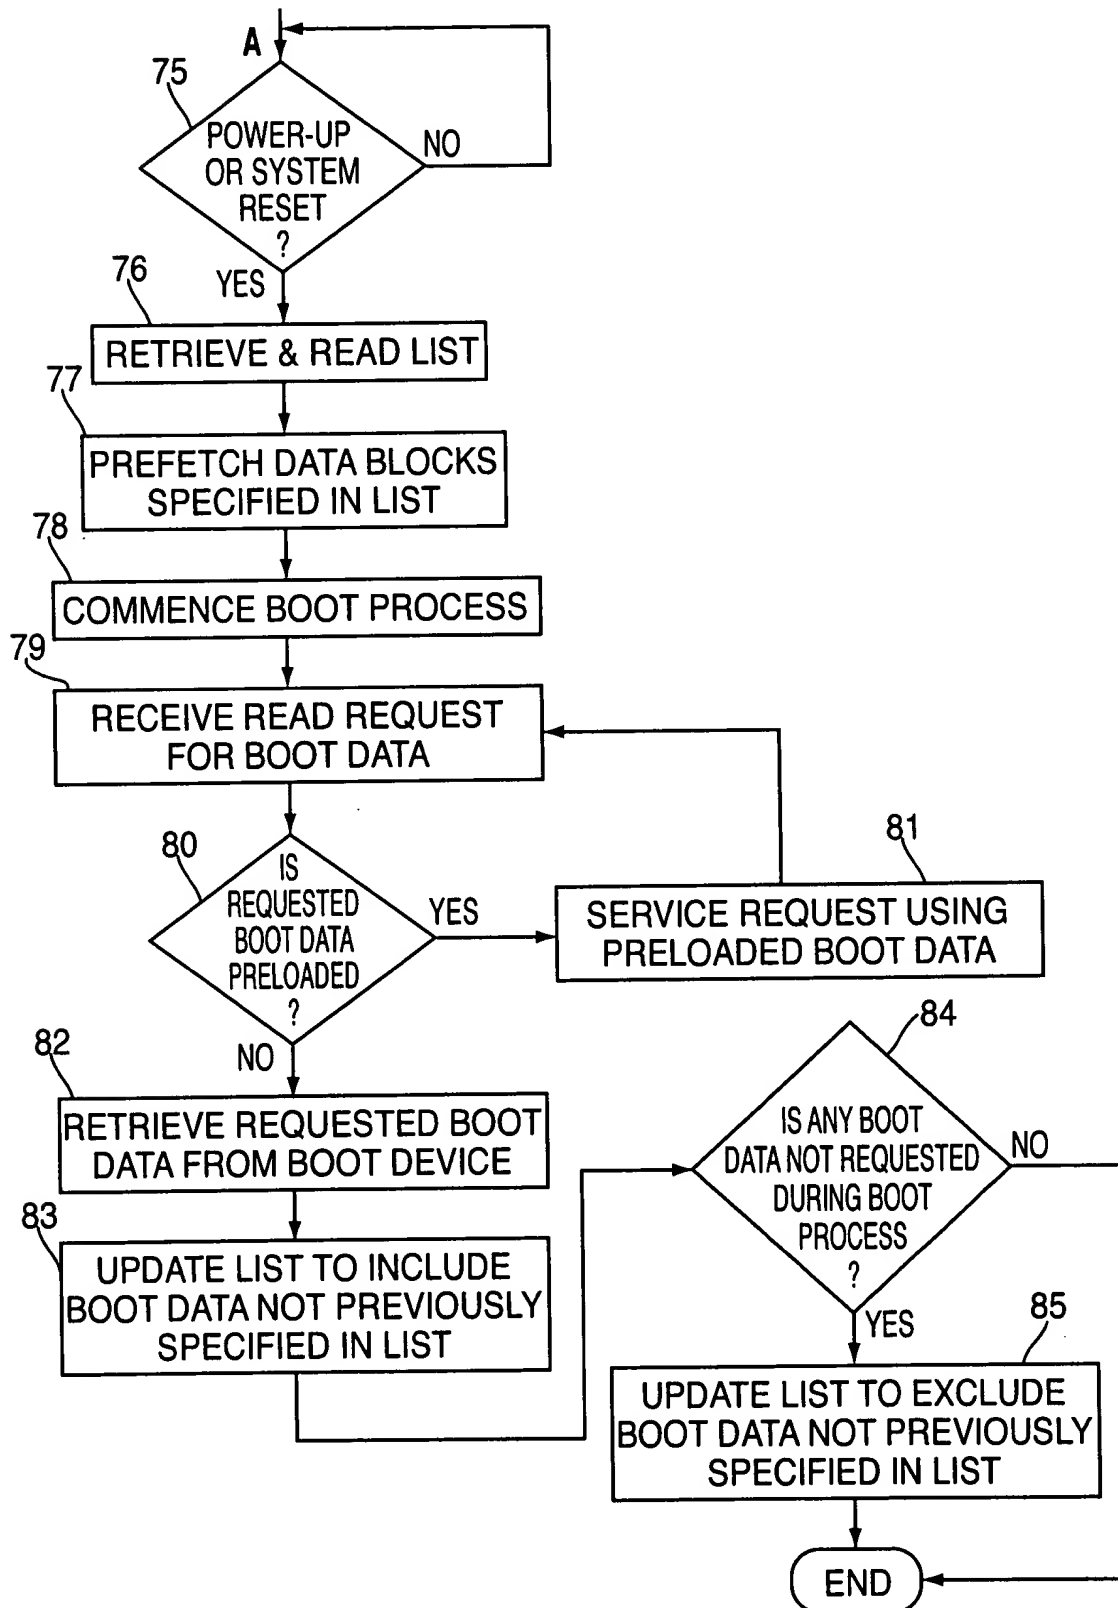 A
75
POWER-UP
OR SYSTEM
RESET
?
NO
YES
76
RETRIEVE & READ LIST
77
PREFETCH DATA BLOCKS
SPECIFIED IN LIST
78
COMMENCE BOOT PROCESS
79
RECEIVE READ REQUEST
FOR BOOT DATA
80
IS
REQUESTED
BOOT DATA
PRELOADED
?
YES
81
SERVICE REQUEST USING
PRELOADED BOOT DATA
NO
82
RETRIEVE REQUESTED BOOT
DATA FROM BOOT DEVICE
83
UPDATE LIST TO INCLUDE
BOOT DATA NOT PREVIOUSLY
SPECIFIED IN LIST
84
IS ANY BOOT
DATA NOT REQUESTED
DURING BOOT
PROCESS
?
NO
YES
85
UPDATE LIST TO EXCLUDE
BOOT DATA NOT PREVIOUSLY
SPECIFIED IN LIST
END